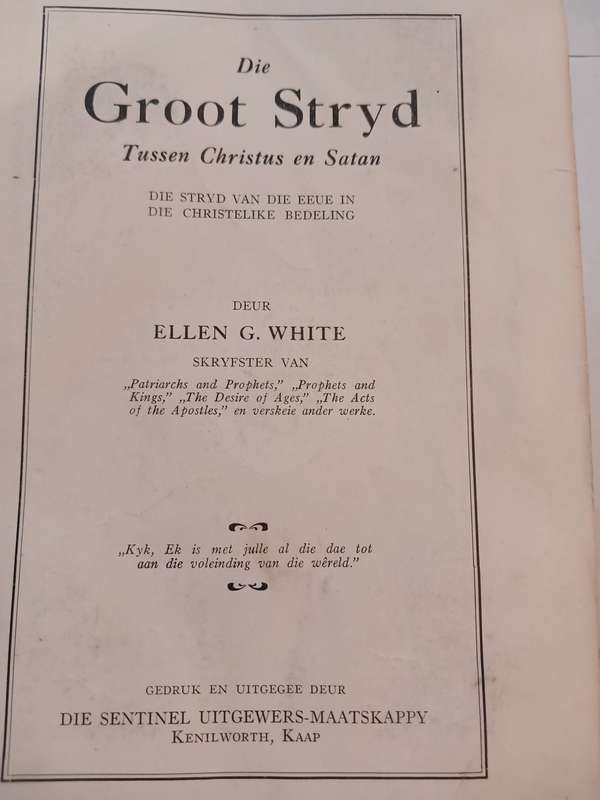 Die
Groot Stryd
Tussen Christus en Satan
DIE STRYD VAN DIE EEUE IN
DIE CHRISTELIKE BEDELING
DEUR
ELLEN G. WHITE
SKRYFSTER VAN
„Patriarchs and Prophets,” „Prophets and
Kings,” „The Desire of Ages,” „The Acts
of the Apostles,” en verskeie ander werke.
„Kyk, Ek is met julle al die dae tot
aan die voleinding van die wêreld.”
GEDRUK EN UITGEGEE DEUR
DIE SENTINEL UITGEWERS-MAATSKAPPY
KENILWORTH, KAAP